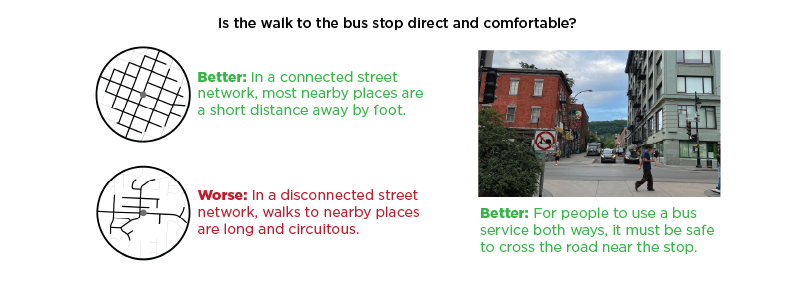 Is the walk to the bus stop direct and comfortable?
Better: In a connected street
network, most nearby places are
a short distance away by foot.
Worse: In a disconnected street
network, walks to nearby places
are long and circuitous.
Better: For people to use a bus
service both ways, it must be safe
to cross the road near the stop.